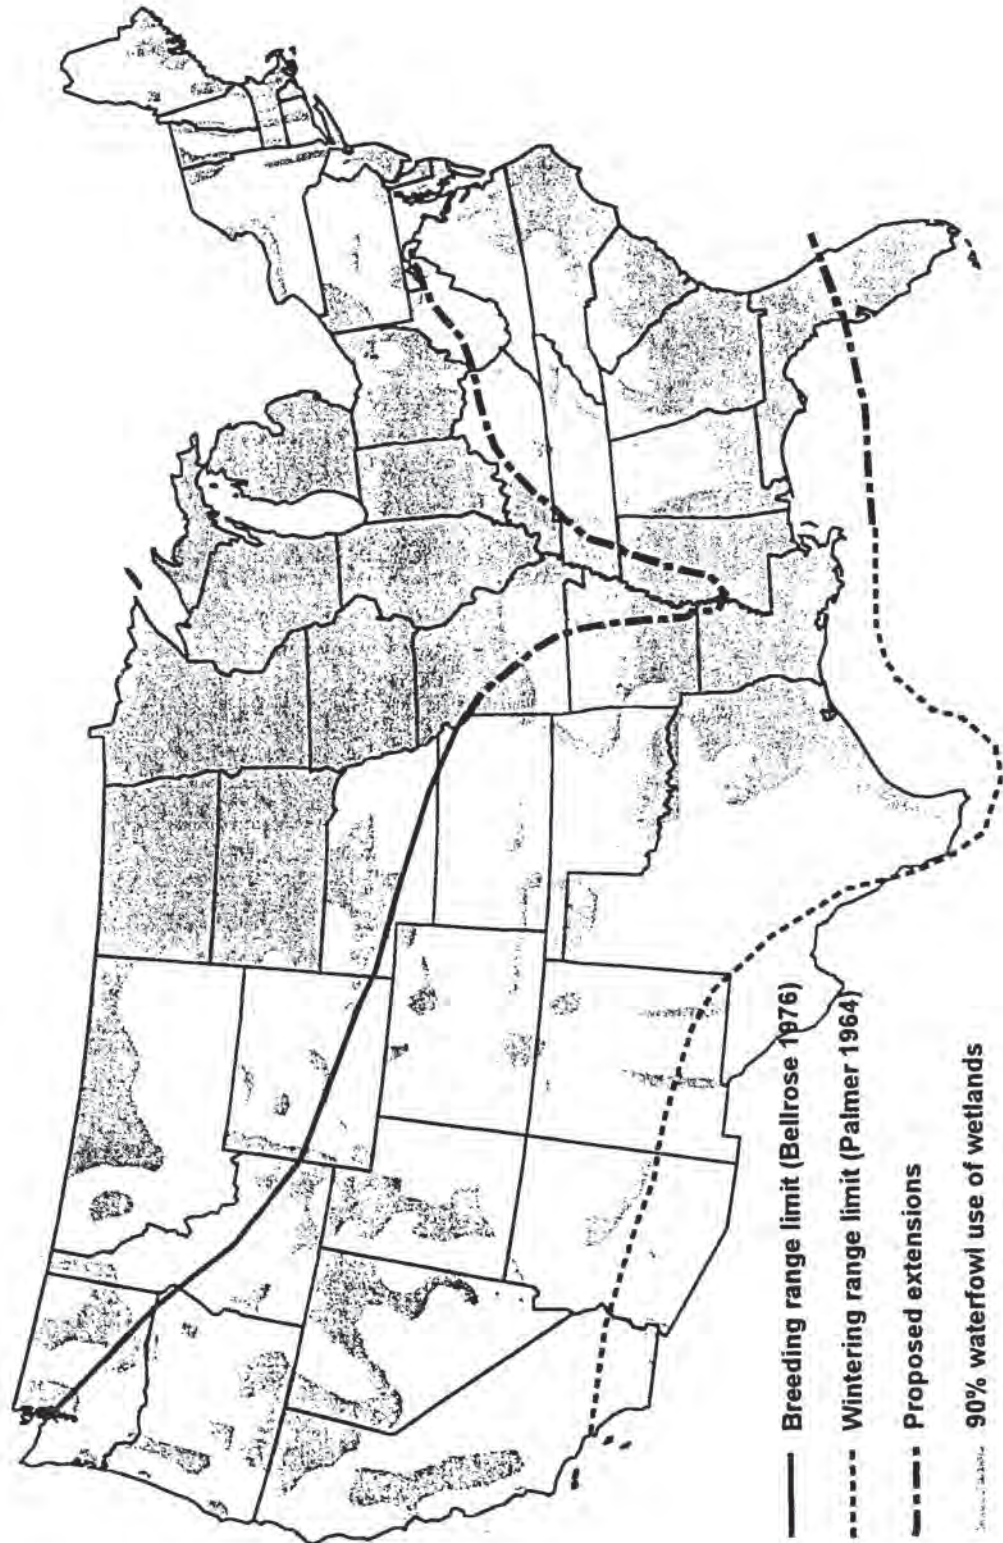 Breeding range limit (Bellrose 1976)
Wintering range limit (Palmer 1964)
Proposed extensions
90% waterfowl use of wetlands